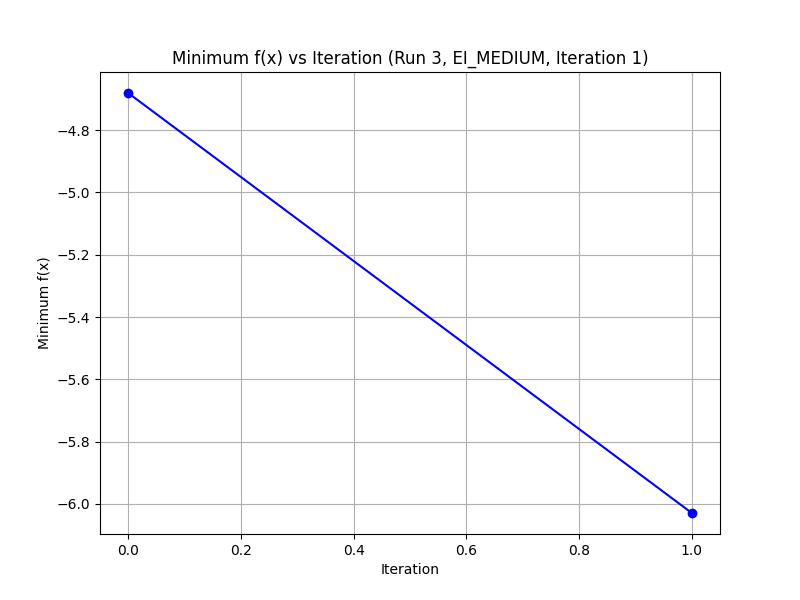 Minimum f(x) vs Iteration (Run 3, EI_MEDIUM, Iteration 1)
Minimum f(x)
−4.8
−5.0
−5.2
−5.4
−5.6
−5.8
−6.0
0.0 0.2 0.4 0.6 0.8 1.0
Iteration